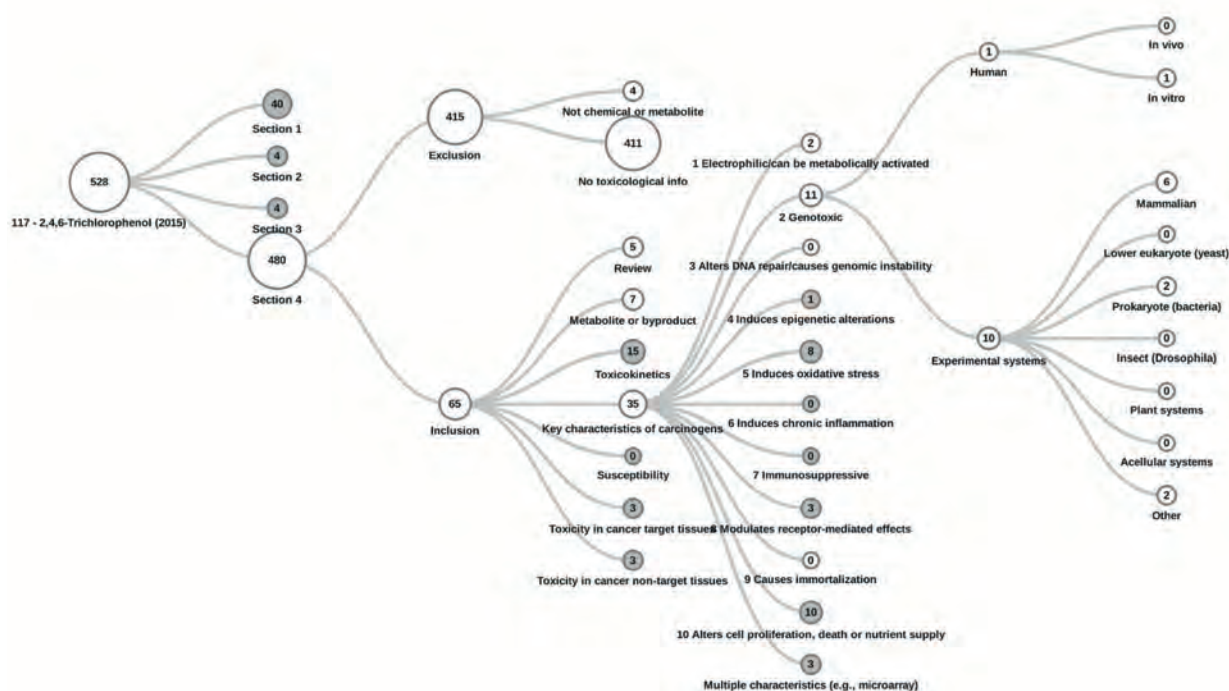 528
117 - 2,4,6-Trichlorophenol (2015)
40
Section 1
4
Section 2
4
Section 3
480
Section 4
415
Exclusion
4
Not chemical or metabolite
411
No toxicological info
65
Inclusion
5
Review
7
Metabolite or byproduct
15
Toxicokinetics
35
Key characteristics of carcinogens
0
Susceptibility
3
Toxicity in cancer target tissues
3
Toxicity in cancer non-target tissues
2
1 Electrophilic/can be metabolically activated
11
2 Genotoxic
0
3 Alters DNA repair/causes genomic instability
1
4 Induces epigenetic alterations
8
5 Induces oxidative stress
0
6 Induces chronic inflammation
0
7 Immunosuppressive
3
8 Modulates receptor-mediated effects
0
9 Causes immortalization
10
10 Alters cell proliferation, death or nutrient supply
3
Multiple characteristics (e.g., microarray)
1
Human
0
In vivo
1
In vitro
10
Experimental systems
6
Mammalian
0
Lower eukaryote (yeast)
2
Prokaryote (bacteria)
0
Insect (Drosophila)
0
Plant systems
0
Acellular systems
2
Other